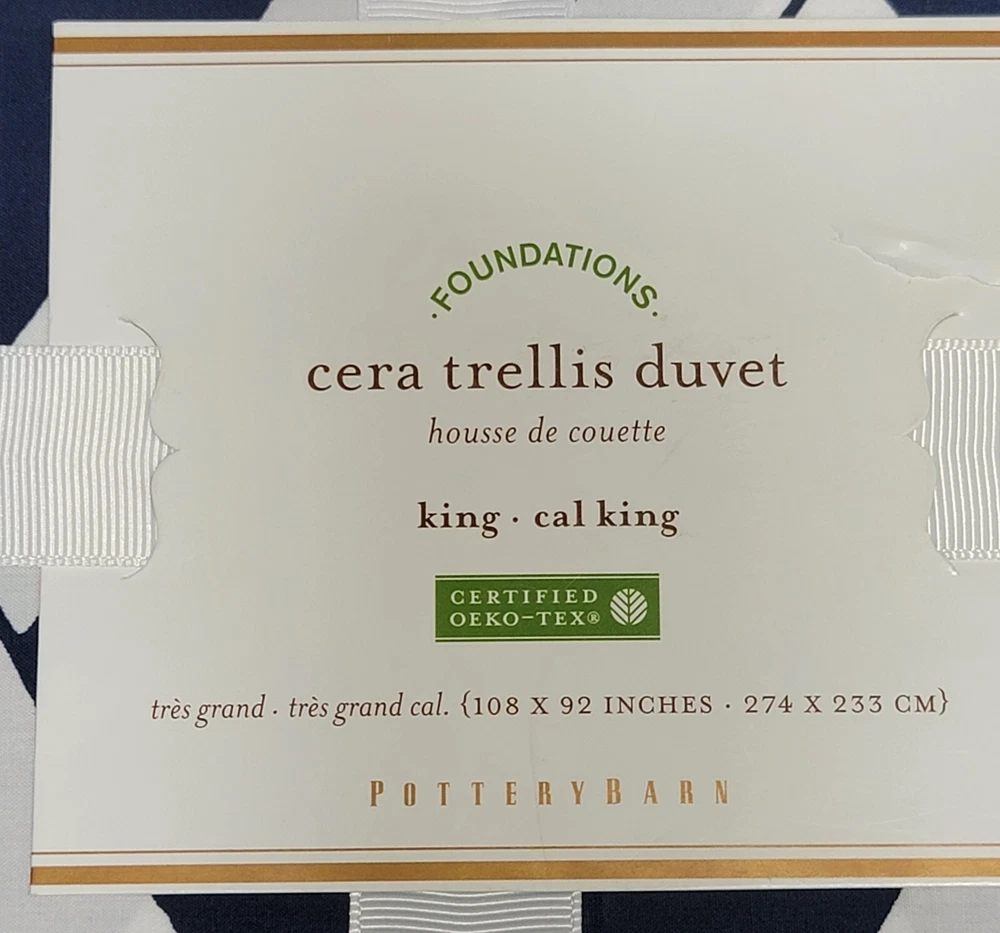 ·FOUNDATIONS·
cera trellis duvet
housse de couette
king · cal king
CERTIFIED
OEKO-TEX®
très grand · très grand cal. {108 X 92 INCHES · 274 X 233 CM}
POTTERYBARN